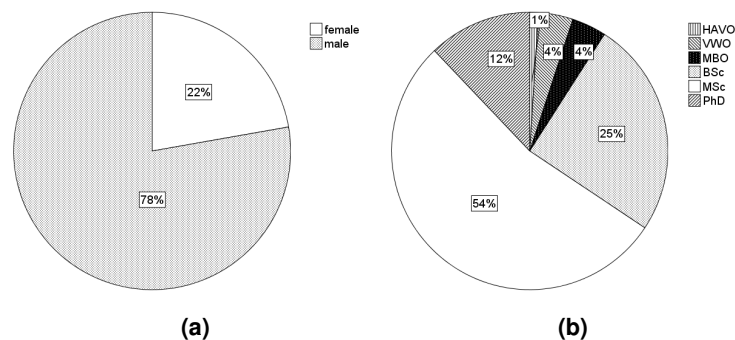 female
male
22%
78%
(a)
HAVO
VWO
MBO
BSc
MSc
PhD
1%
4%
4%
12%
25%
54%
(b)